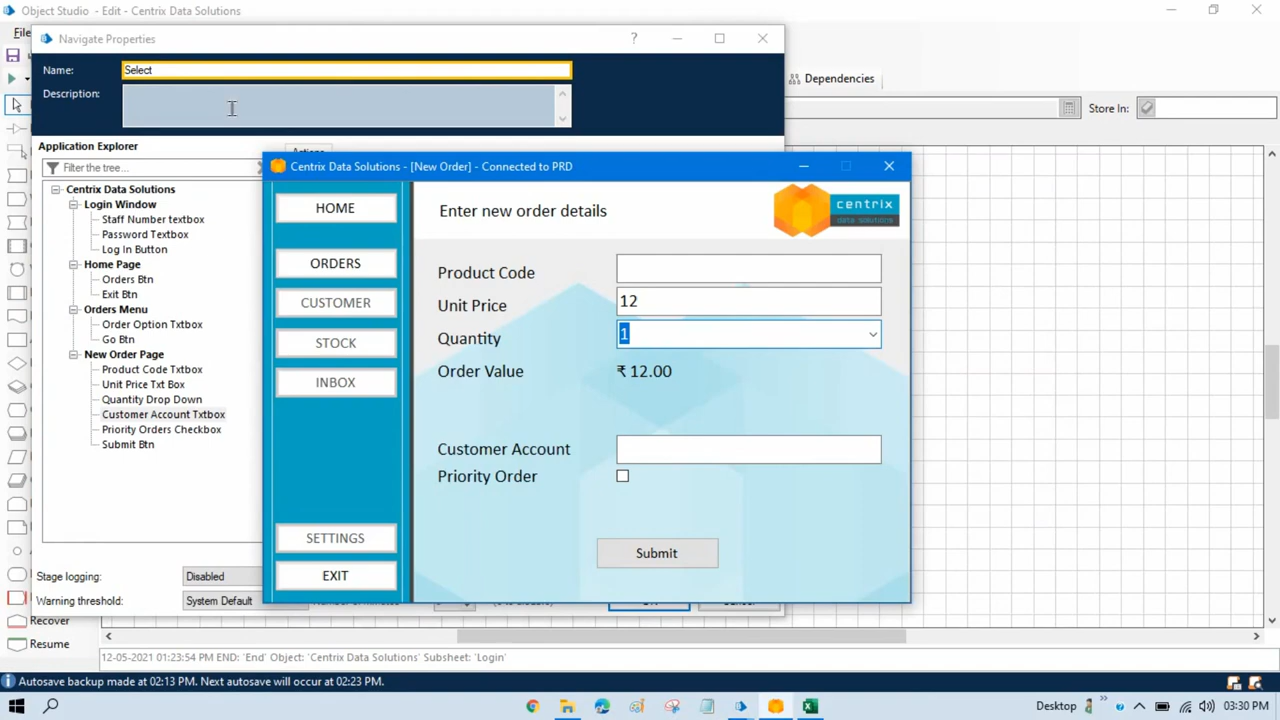 Object Studio - Edit - Centrix Data Solutions
File
Navigate Properties
?
Name:
Select
Description:
Dependencies
Store In:
Application Explorer
Actions
Filter the tree...
Centrix Data Solutions
Login Window
Staff Number textbox
Password Textbox
Log In Button
Home Page
Orders Btn
Exit Btn
Orders Menu
Order Option Txtbox
Go Btn
New Order Page
Product Code Txtbox
Unit Price Txt Box
Quantity Drop Down
Customer Account Txtbox
Priority Orders Checkbox
Submit Btn
Stage logging:
Disabled
Warning threshold:
System Default
Centrix Data Solutions - [New Order] - Connected to PRD
HOME
ORDERS
CUSTOMER
STOCK
INBOX
SETTINGS
EXIT
Enter new order details
centrix
data solutions
Product Code
Unit Price
12
Quantity
1
Order Value
₹ 12.00
Customer Account
Priority Order
Submit
Recover
Resume
12-05-2021 01:23:54 PM END: 'End' Object: 'Centrix Data Solutions' Subsheet: 'Login'
Autosave backup made at 02:13 PM. Next autosave will occur at 02:23 PM.
Desktop
03:30 PM